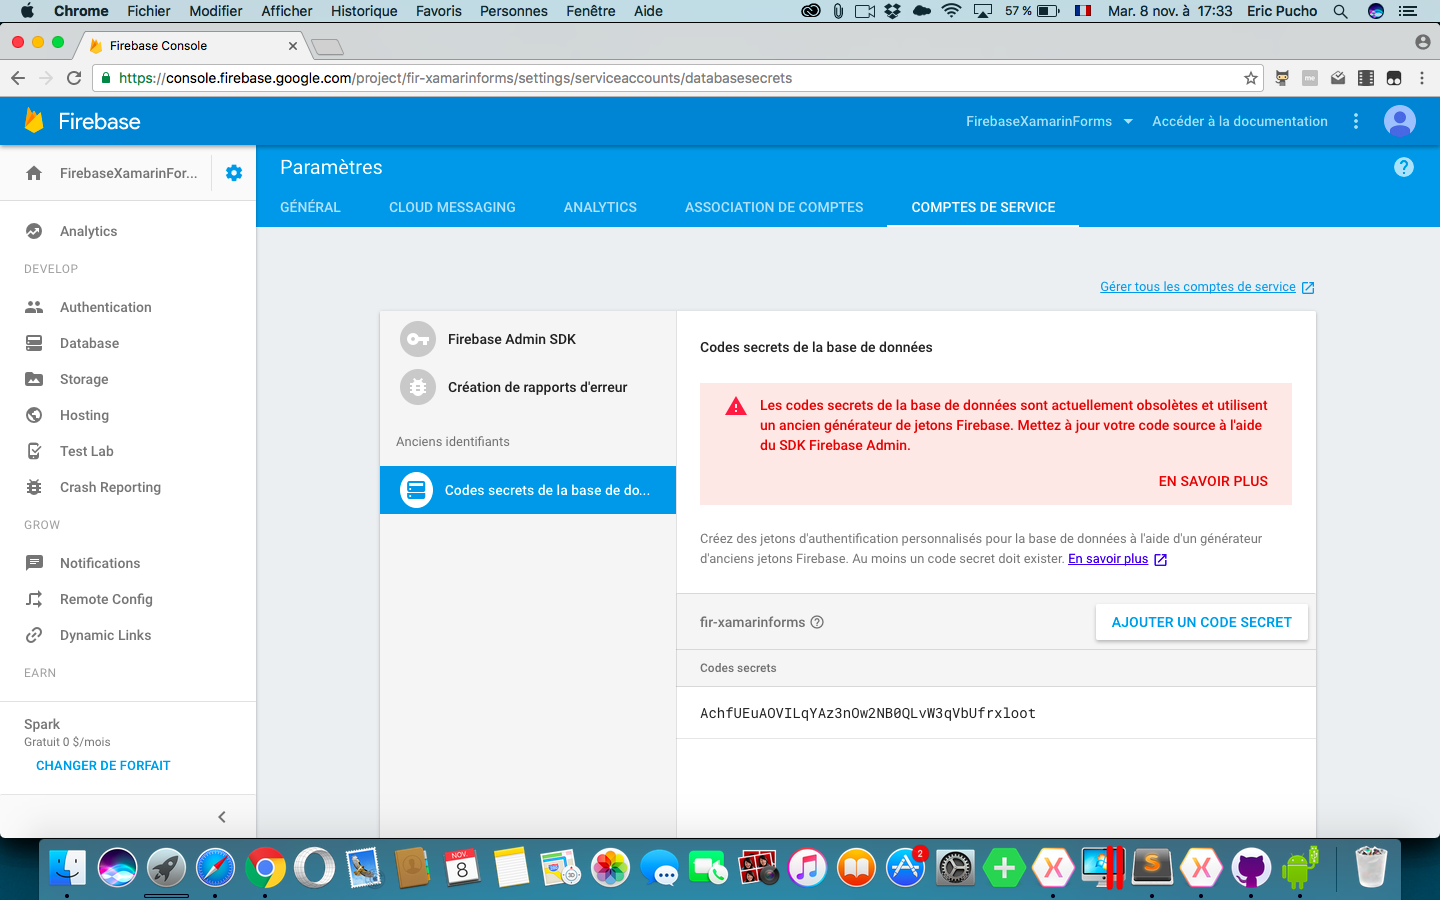 Chrome Fichier Modifier Afficher Historique Favoris Personnes Fenêtre Aide 57 % Mar. 8 nov. à 17:33 Eric Pucho
Firebase Console
https://console.firebase.google.com/project/fir-xamarinforms/settings/serviceaccounts/databasesecrets
me
Firebase
FirebaseXamarinForms
Accéder à la documentation
FirebaseXamarinFor...
Paramètres
GÉNÉRAL CLOUD MESSAGING ANALYTICS ASSOCIATION DE COMPTES COMPTES DE SERVICE
Analytics
DEVELOP
Authentication
Database
Storage
Hosting
Test Lab
Crash Reporting
GROW
Notifications
Remote Config
Dynamic Links
EARN
Spark
Gratuit 0 $/mois
CHANGER DE FORFAIT
Gérer tous les comptes de service
Firebase Admin SDK
Création de rapports d'erreur
Anciens identifiants
Codes secrets de la base de do...
Codes secrets de la base de données
Les codes secrets de la base de données sont actuellement obsolètes et utilisent
un ancien générateur de jetons Firebase. Mettez à jour votre code source à l'aide
du SDK Firebase Admin.
EN SAVOIR PLUS
Créez des jetons d'authentification personnalisés pour la base de données à l'aide d'un générateur
d'anciens jetons Firebase. Au moins un code secret doit exister. En savoir plus
fir-xamarinforms
AJOUTER UN CODE SECRET
Codes secrets
AchfUEuAOVILqYAz3nOw2NB0QLvW3qVbUfrxloot
NOV.
8
2